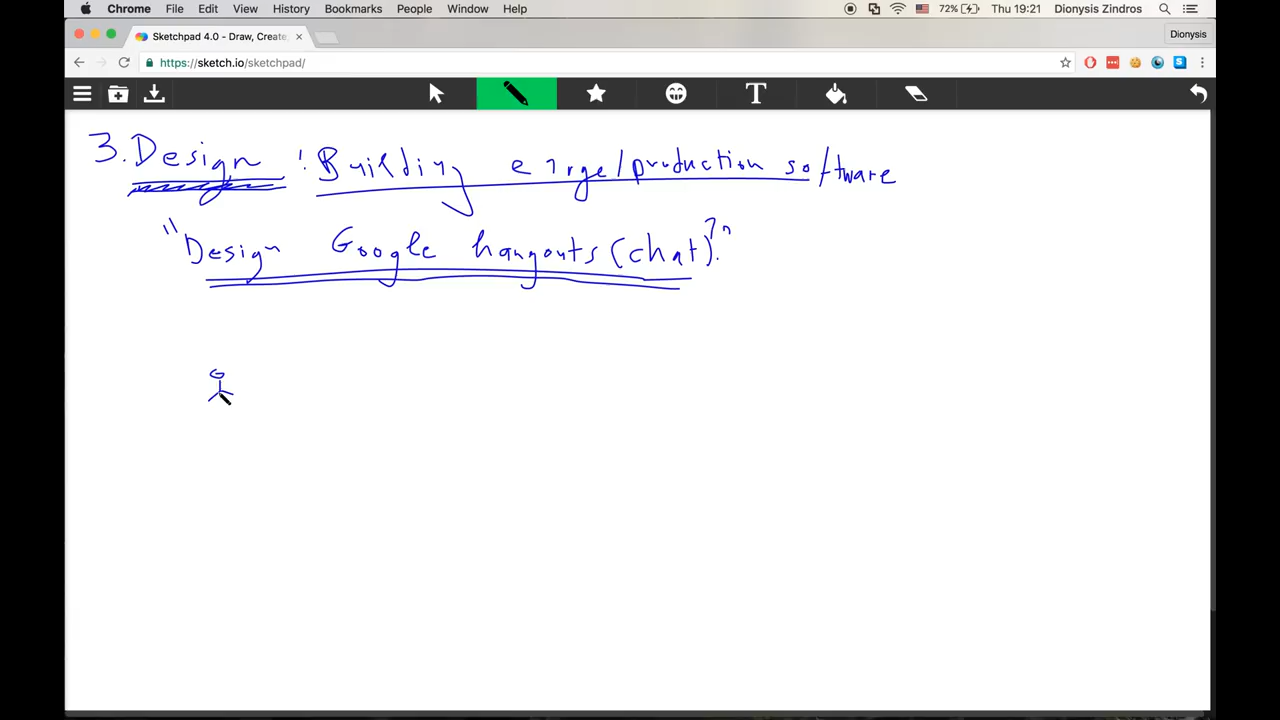 Chrome File Edit View History Bookmarks People Window Help 72% Thu 19:21 Dionysis Zindros
Sketchpad 4.0 - Draw, Create, Dionysis
https://sketch.io/sketchpad/
T
3. Design : Building large/production software
"Design Google hangouts (chat)?"